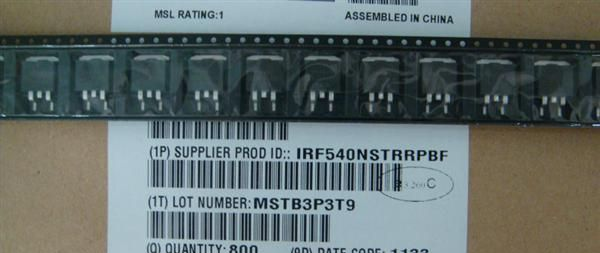 MSL RATING:1
ASSEMBLED IN CHINA
(1P) SUPPLIER PROD ID:: IRF540NSTRRPBF
(1T) LOT NUMBER: MSTB3P3T9
(Q) QUANTITY: 800
(9D) DATE CODE: 1133